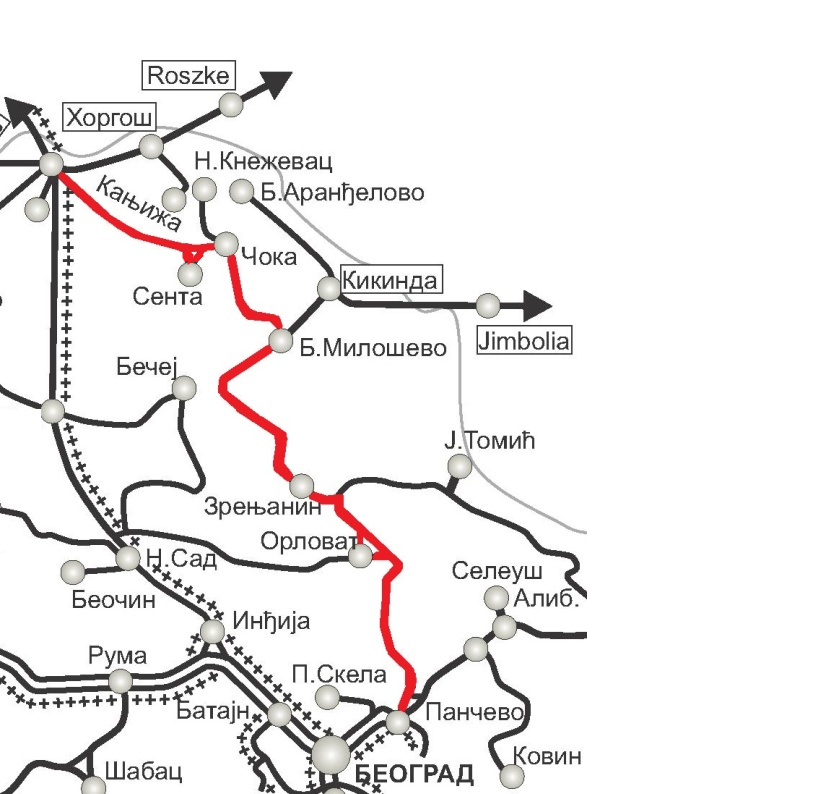 Roszke
Хоргош
Н.Кнежевац
Кањижа
Б.Аранђелово
Чока
Кикинда
Сента
Jimbolia
Б.Милошево
Бечеј
Ј.Томић
Зрењанин
Орловат
Н.Сад
Селеуш
Алиб.
Беочин
Инђија
Рума
П.Скела
Батајн
Панчево
Ковин
Шабац
БЕОГРАД